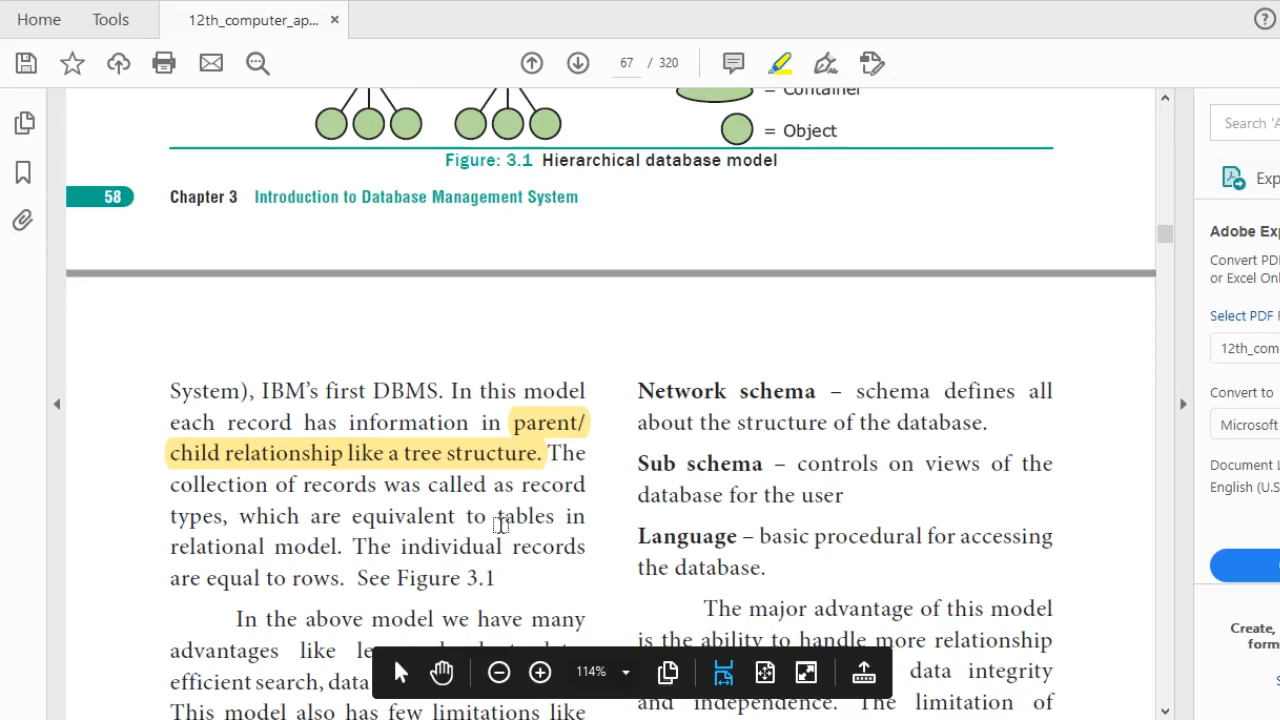 Home
Tools
12th_computer_ap...
67 / 320
= Container
= Object
Figure: 3.1 Hierarchical database model
58 Chapter 3 Introduction to Database Management System
System), IBM’s first DBMS. In this model
each record has information in parent/
child relationship like a tree structure. The
collection of records was called as record
types, which are equivalent to tables in
relational model. The individual records
are equal to rows. See Figure 3.1
In the above model we have many
advantages like
efficient search, data
This model also has few limitations like
Network schema – schema defines all
about the structure of the database.
Sub schema – controls on views of the
database for the user
Language – basic procedural for accessing
the database.
The major advantage of this model
is the ability to handle more relationship
data integrity
and independence. The limitation of
114%
Search 'A
Exp
Adobe Exp
Convert PD
or Excel Onl
Select PDF F
12th_com
Convert to
Microsoft
Document L
English (U.S
Create,
form